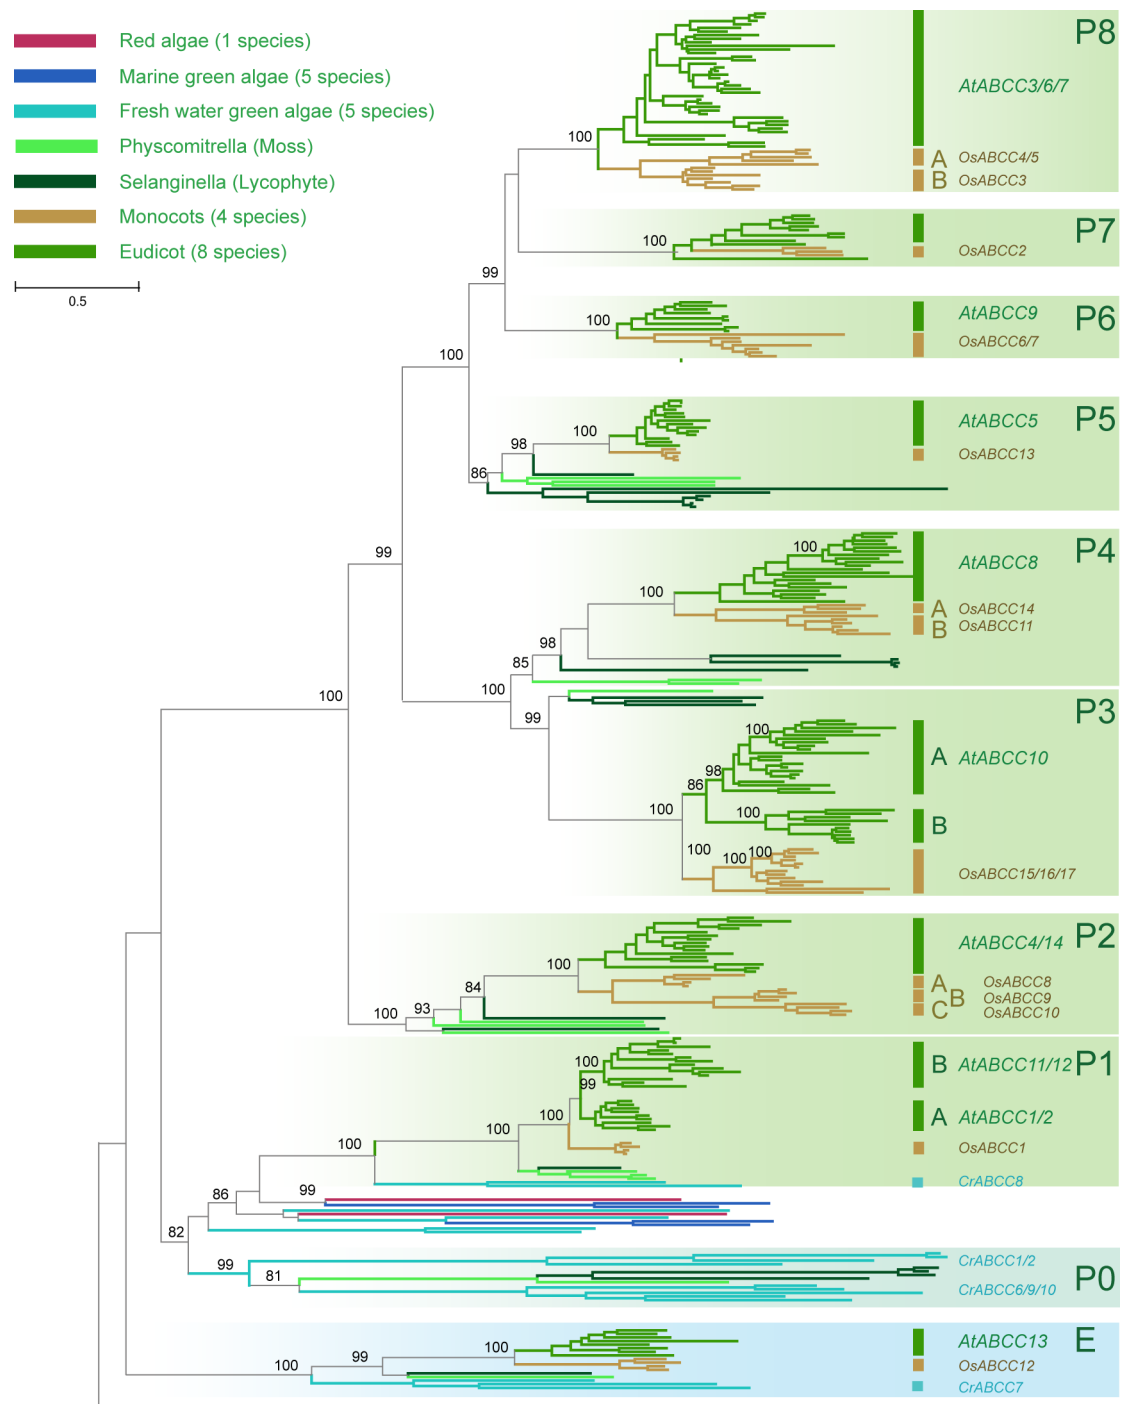 Red algae (1 species)
Marine green algae (5 species)
Fresh water green algae (5 species)
Physcomitrella (Moss)
Selanginella (Lycophyte)
Monocots (4 species)
Eudicot (8 species)
0.5
P8
AtABCC3/6/7
100
A OsABCC4/5
B OsABCC3
P7
100
OsABCC2
99
P6
AtABCC9
100
OsABCC6/7
100
P5
AtABCC5
100
98
OsABCC13
86
P4
100
AtABCC8
99
100
A OsABCC14
B OsABCC11
98
85
100
P3
100
99
100
A AtABCC10
98
86
100
100
B
100
100
100
OsABCC15/16/17
P2
AtABCC4/14
100
84
A OsABCC8
B OsABCC9
C OsABCC10
93
100
P1
100
B AtABCC11/12
99
100
A AtABCC1/2
100
100
OsABCC1
CrABCC8
99
86
82
99
CrABCC1/2
81
P0
CrABCC6/9/10
E
AtABCC13
100
99
100
OsABCC12
CrABCC7